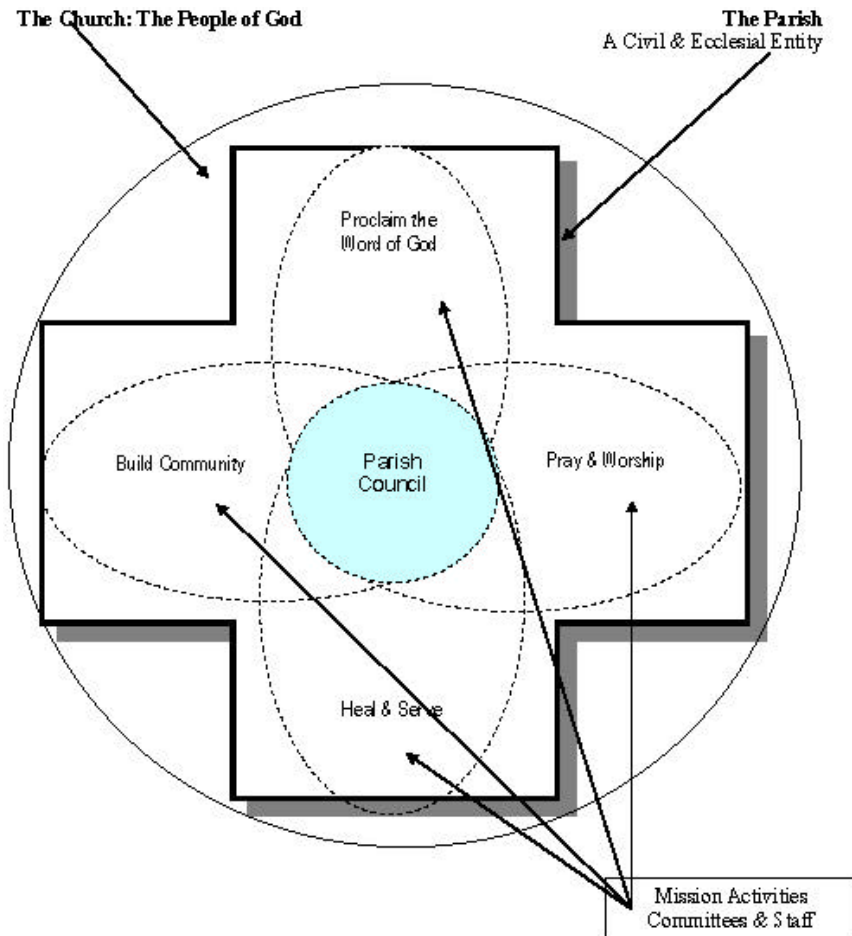 The Church: The People of God
The Parish
A Civil & Ecclesial Entity
Proclaim the
Word of God
Build Community
Parish
Council
Pray & Worship
Heal & Serve
Mission Activities
Committees & Staff